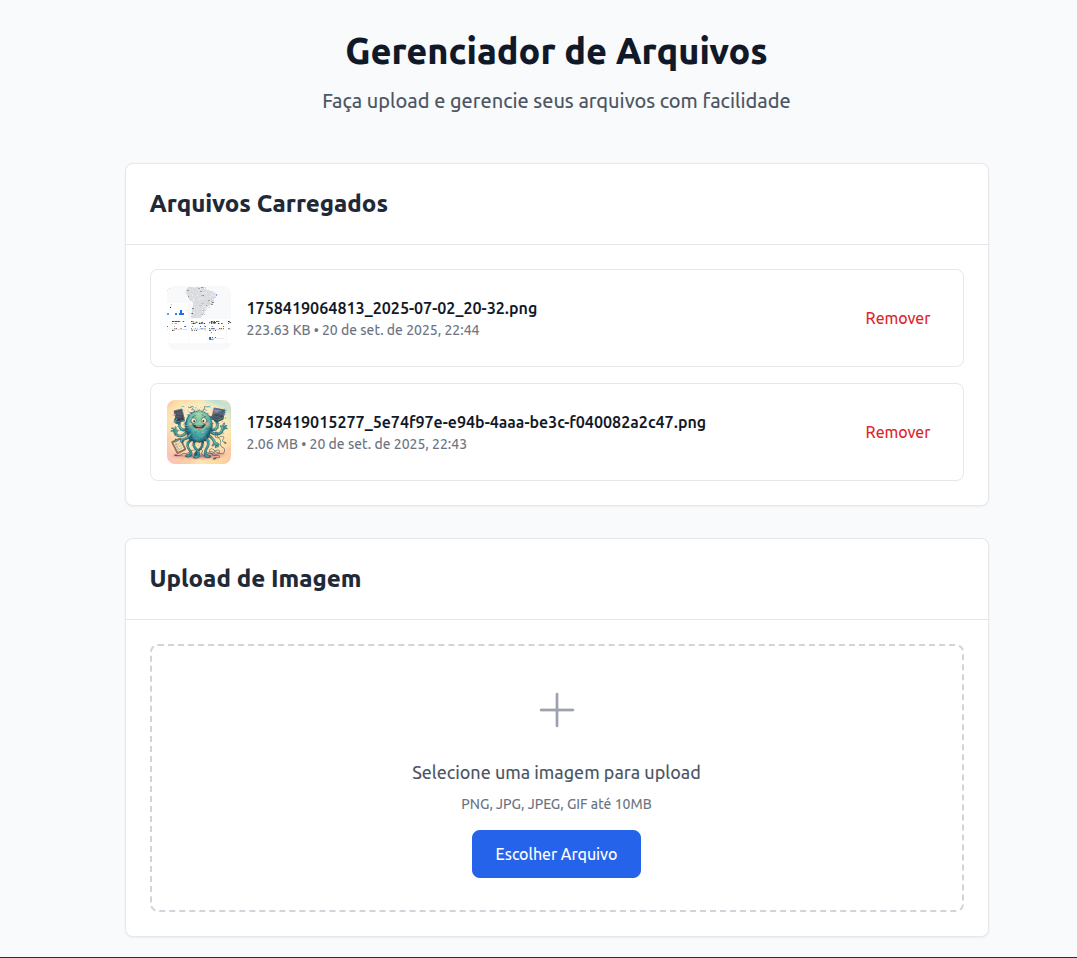 Gerenciador de Arquivos
Faça upload e gerencie seus arquivos com facilidade
Arquivos Carregados
1758419064813_2025-07-02_20-32.png
223.63 KB • 20 de set. de 2025, 22:44
Remover
1758419015277_5e74f97e-e94b-4aaa-be3c-f040082a2c47.png
2.06 MB • 20 de set. de 2025, 22:43
Remover
Upload de Imagem
Selecione uma imagem para upload
PNG, JPG, JPEG, GIF até 10MB
Escolher Arquivo